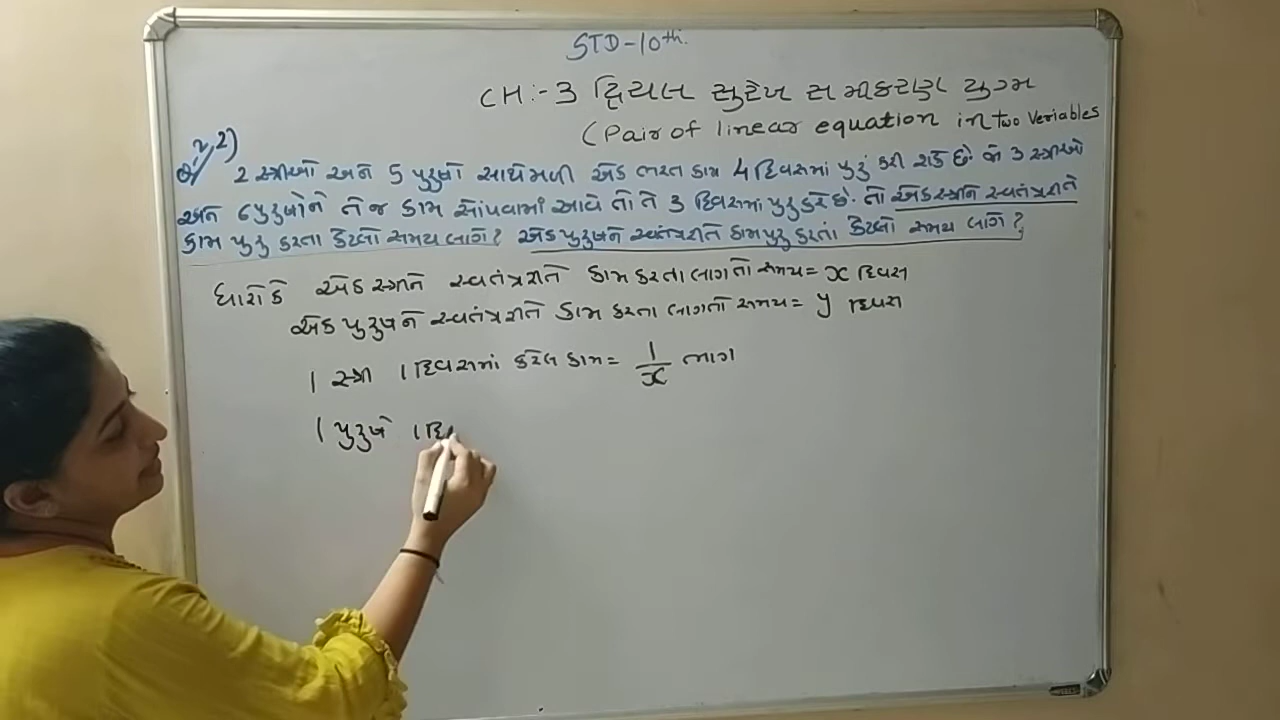 STD-10th.
CH:-3 દ્વિચલ સુરેખ સમીકરણ યુગ્મ
(Pair of linear equation in two Veriables
Q/ 2, 2)
2 સ્ત્રીઓ અને 5 પુરુષો સાથે મળી એક ભરત કામ 4 દિવસમાં પુરું કરી શકે છે. જો 3 સ્ત્રીઓ
અને 6 પુરુષોને તે જ કામ સોંપવામાં આવે તો તે 3 દિવસમાં પુરું કરે છે. તો એક સ્ત્રીને સ્વતંત્રરીતે
કામ પુરુ કરતા કેટલો સમય લાગે? એક પુરુષને સ્વતંત્રરીતે કામ પુરુ કરતાં કેટલો સમય લાગે?
ધારોકે એક સ્ત્રીને સ્વતંત્રરીતે કામ કરતા લાગતો સમય = x દિવસ
એક પુરુષને સ્વતંત્રરીતે કામ કરતા લાગતો સમય = y દિવસ
1 સ્ત્રી 1 દિવસમાં કરેલ કામ = 1/x ભાગ
1 પુરુષે 1 દિ